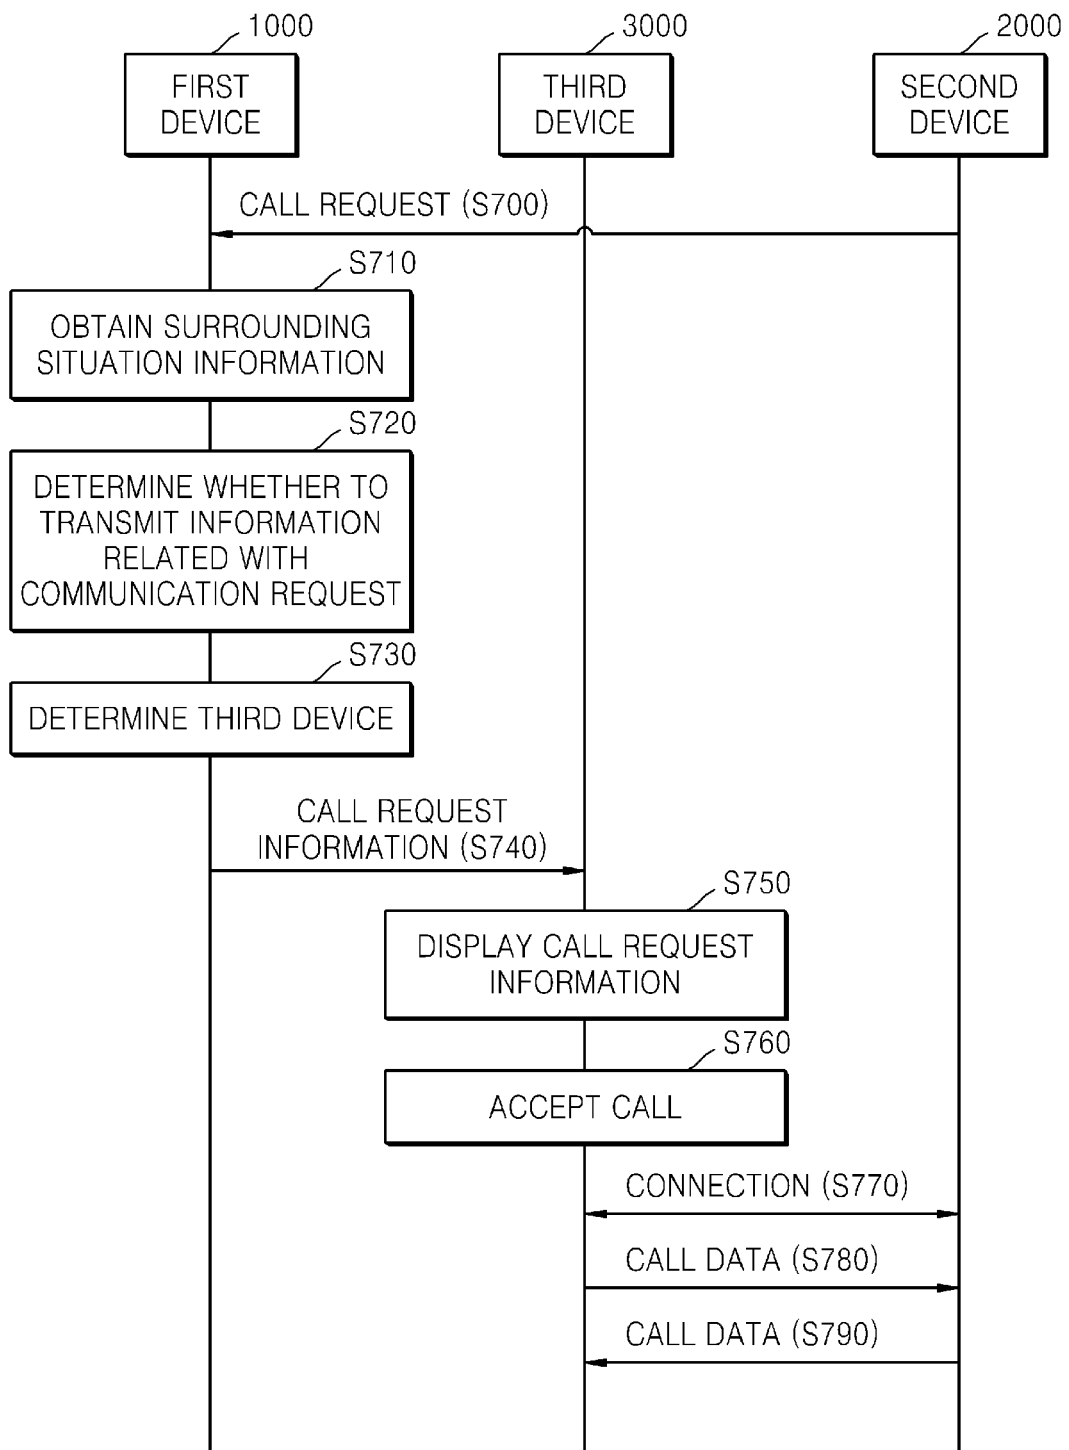 1000
3000
2000
FIRST
DEVICE
THIRD
DEVICE
SECOND
DEVICE
CALL REQUEST (S700)
S710
OBTAIN SURROUNDING
SITUATION INFORMATION
S720
DETERMINE WHETHER TO
TRANSMIT INFORMATION
RELATED WITH
COMMUNICATION REQUEST
S730
DETERMINE THIRD DEVICE
CALL REQUEST
INFORMATION (S740)
S750
DISPLAY CALL REQUEST
INFORMATION
S760
ACCEPT CALL
CONNECTION (S770)
CALL DATA (S780)
CALL DATA (S790)